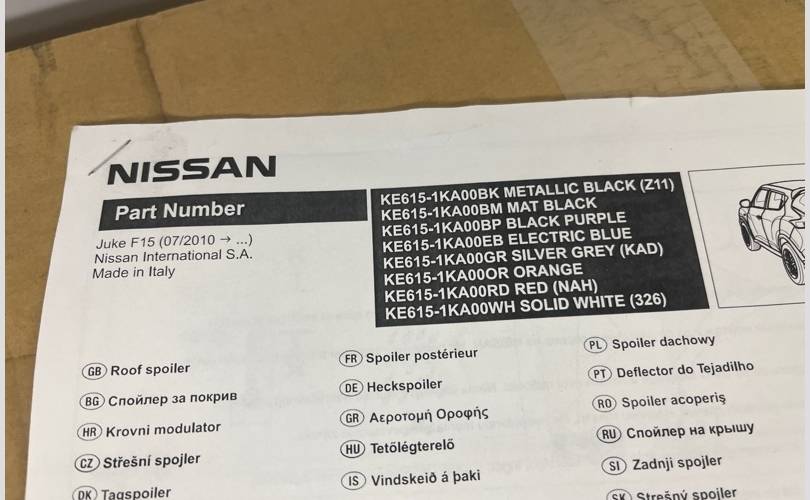 NISSAN
Part Number
Juke F15 (07/2010 → ...)
Nissan International S.A.
Made in Italy
KE615-1KA00BK METALLIC BLACK (Z11)
KE615-1KA00BM MAT BLACK
KE615-1KA00BP BLACK PURPLE
KE615-1KA00EB ELECTRIC BLUE
KE615-1KA00GR SILVER GREY (KAD)
KE615-1KA00OR ORANGE
KE615-1KA00RD RED (NAH)
KE615-1KA00WH SOLID WHITE (326)
GB Roof spoiler
BG Спойлер за покрив
HR Krovni modulator
CZ Střešní spojler
DK Tagspoiler
FR Spoiler postérieur
DE Heckspoiler
GR Αεροτομή Οροφής
HU Tetőlégterelő
IS Vindskeið á þaki
PL Spoiler dachowy
PT Deflector do Tejadilho
RO Spoiler acoperiş
RU Спойлер на крышу
SI Zadnji spojler
SK Strešný spojler